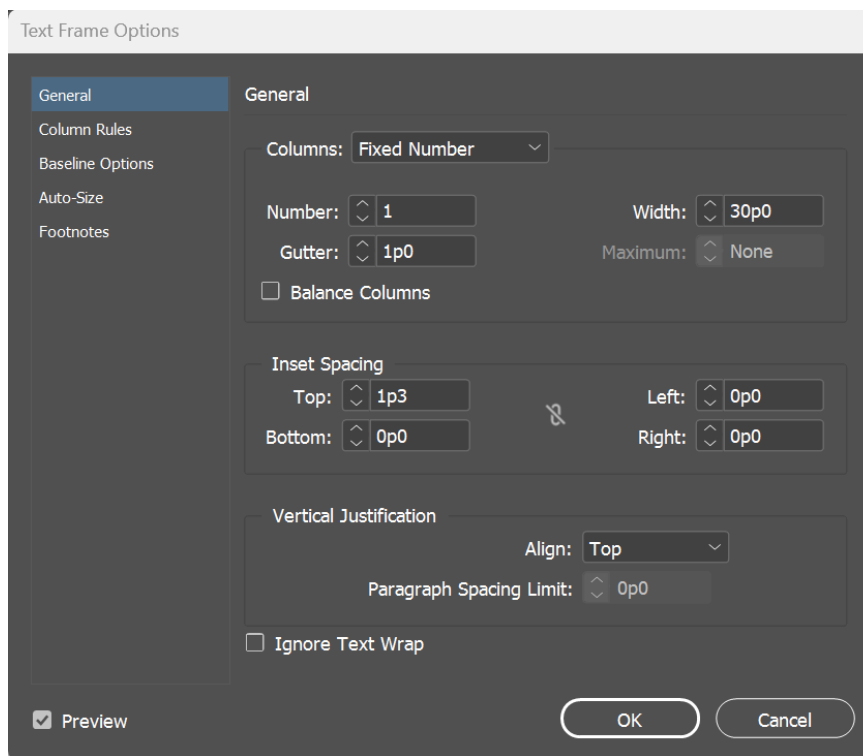 Text Frame Options
General
Column Rules
Baseline Options
Auto-Size
Footnotes
General
Columns: Fixed Number
Number: 1 Width: 30p0
Gutter: 1p0 Maximum: None
Balance Columns
Inset Spacing
Top: 1p3 Left: 0p0
Bottom: 0p0 Right: 0p0
Vertical Justification
Align: Top
Paragraph Spacing Limit: 0p0
Ignore Text Wrap
Preview OK Cancel